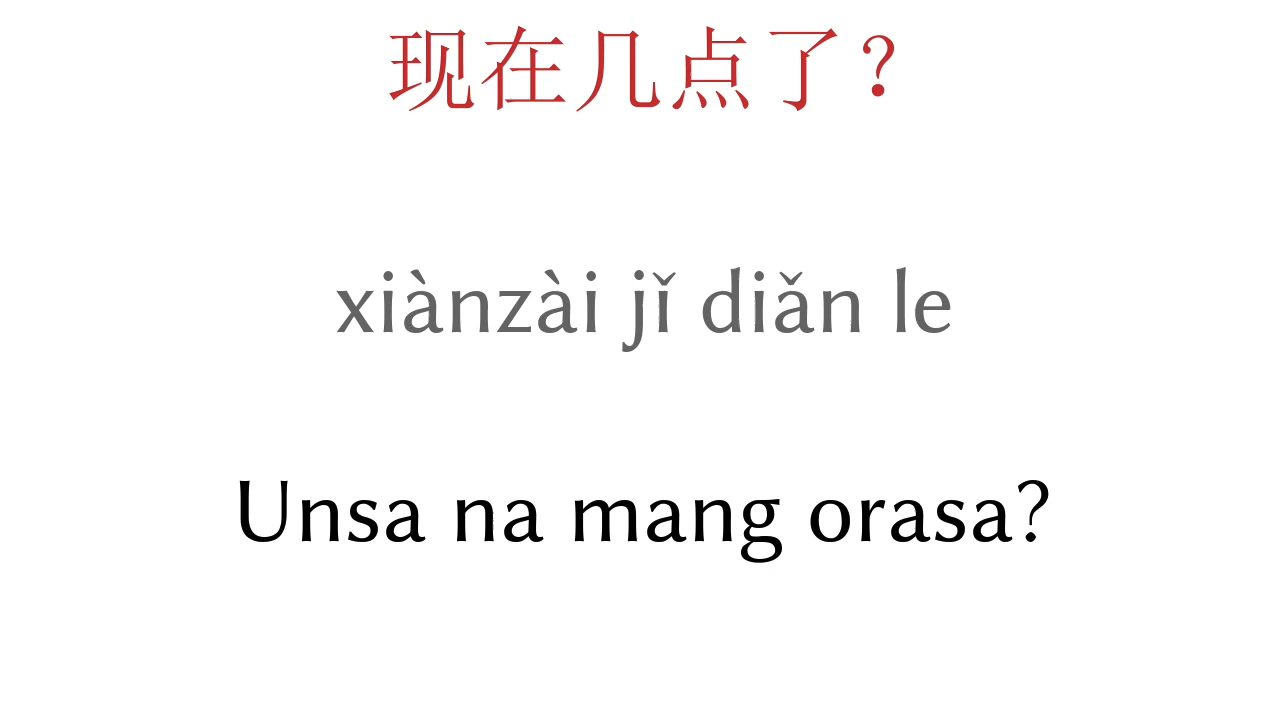 现在几点了？
xiànzài jǐ diǎn le
Unsa na mang orasa?